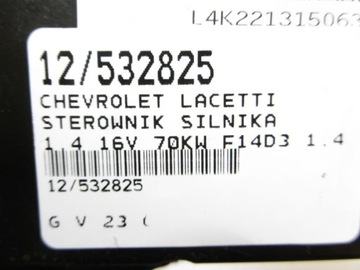 L4K221315063
12/532825
CHEVROLET LACETTI
STEROWNIK SILNIKA
1.4 16V 70KW F14D3 1.4
12/532825
G V 23 (